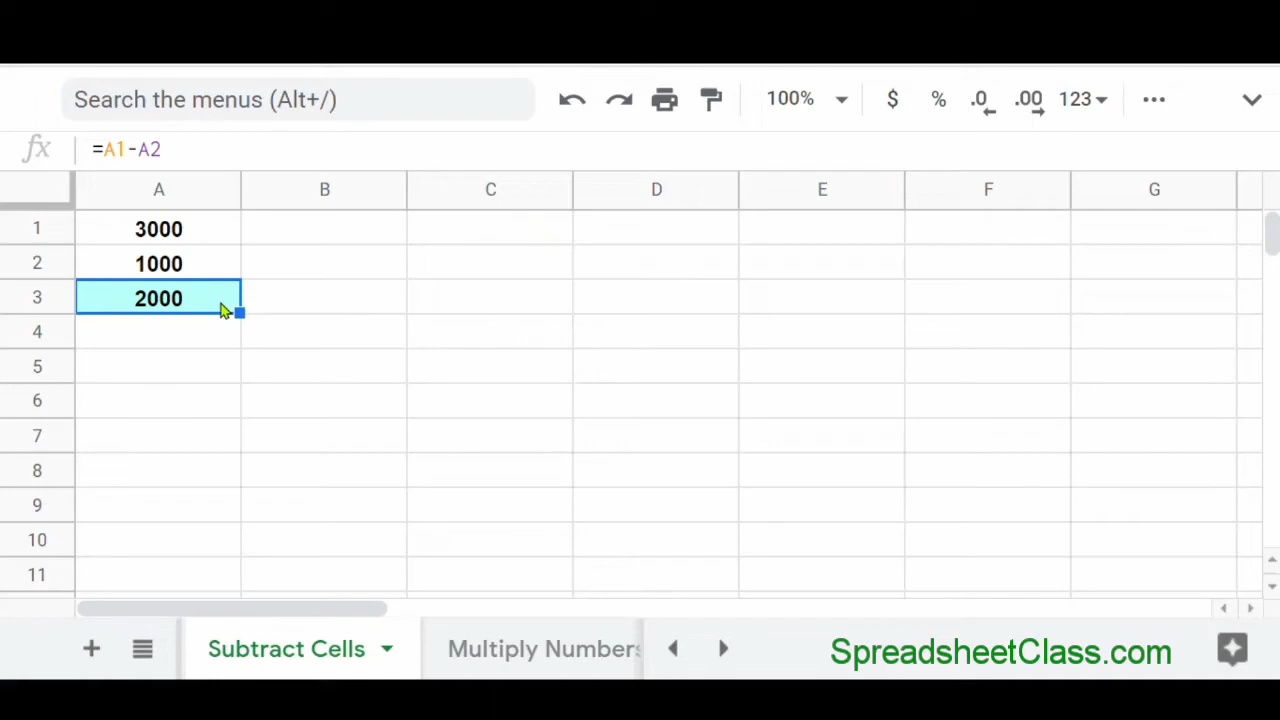 Search the menus (Alt+/) 100% $ % .0 .00 123
fx =A1-A2
A B C D E F G
1 3000
2 1000
3 2000
4
5
6
7
8
9
10
11
Subtract Cells Multiply Numbers SpreadsheetClass.com